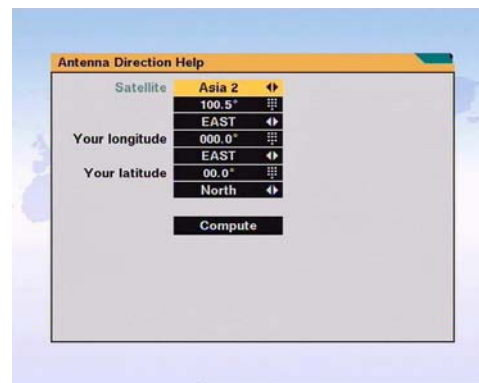 Antenna Direction Help
Satellite Asia 2
100.5°
EAST
Your longitude 000.0°
EAST
Your latitude 00.0°
North
Compute